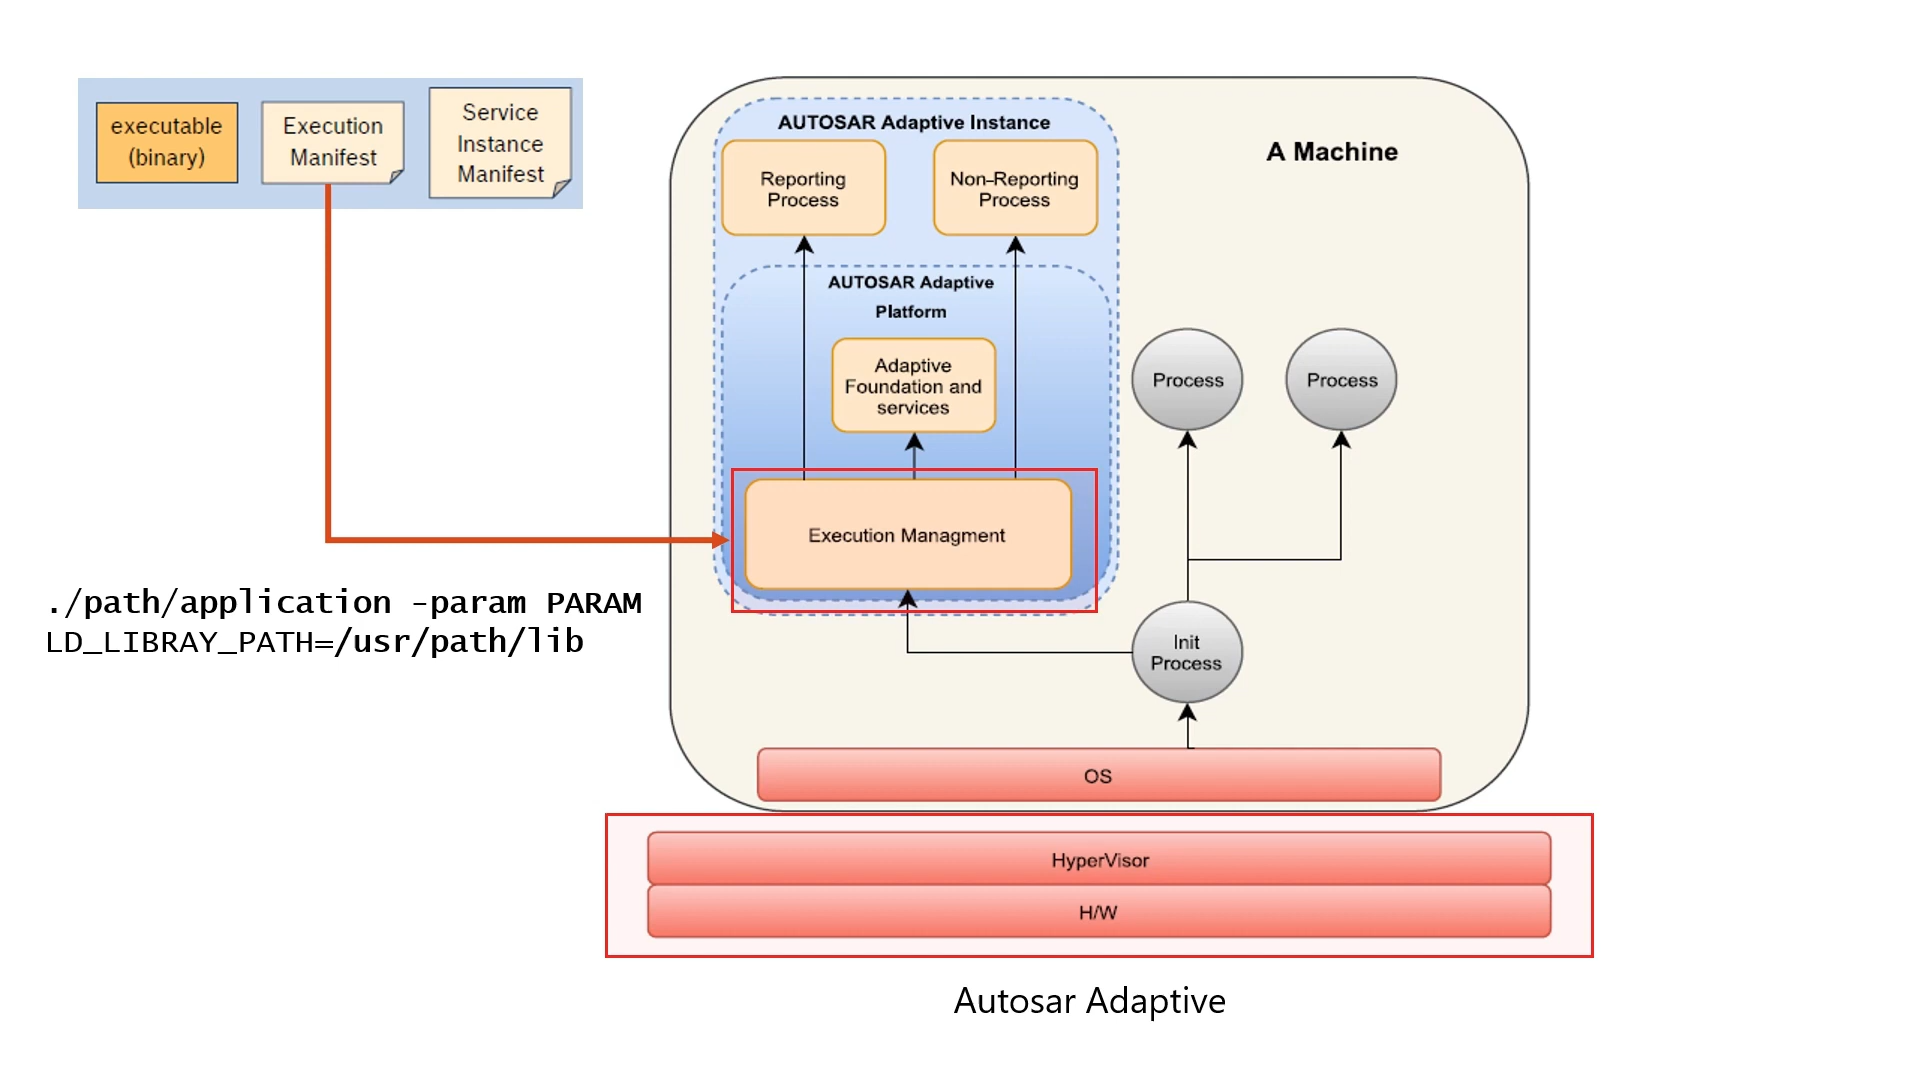 executable
(binary)
Execution
Manifest
Service
Instance
Manifest
AUTOSAR Adaptive Instance
A Machine
Reporting
Process
Non-Reporting
Process
AUTOSAR Adaptive
Platform
Adaptive
Foundation and
services
Process
Process
Execution Managment
./path/application -param PARAM
LD_LIBRAY_PATH=/usr/path/lib
Init
Process
OS
HyperVisor
H/W
Autosar Adaptive